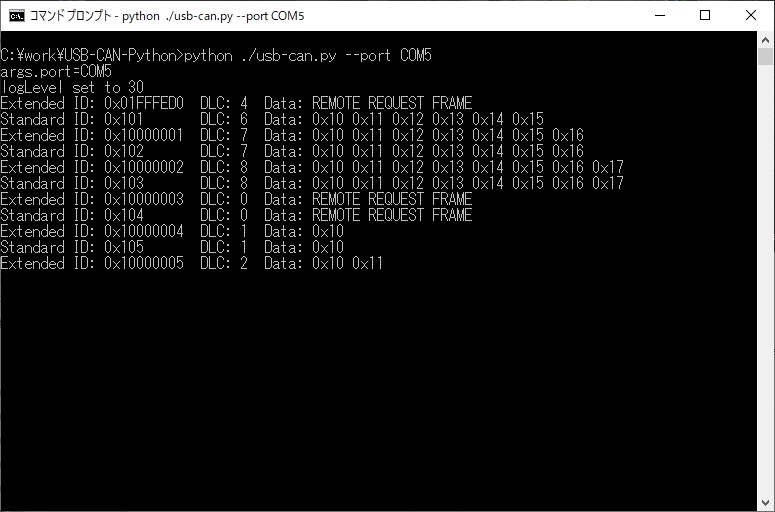 コマンド プロンプト - python  ./usb-can.py --port COM5
C:¥work¥USB-CAN-Python>python ./usb-can.py --port COM5
args.port=COM5
logLevel set to 30
Extended ID: 0x01FFFED0  DLC: 4  Data: REMOTE REQUEST FRAME
Standard ID: 0x101       DLC: 6  Data: 0x10 0x11 0x12 0x13 0x14 0x15
Extended ID: 0x10000001  DLC: 7  Data: 0x10 0x11 0x12 0x13 0x14 0x15 0x16
Standard ID: 0x102       DLC: 7  Data: 0x10 0x11 0x12 0x13 0x14 0x15 0x16
Extended ID: 0x10000002  DLC: 8  Data: 0x10 0x11 0x12 0x13 0x14 0x15 0x16 0x17
Standard ID: 0x103       DLC: 8  Data: 0x10 0x11 0x12 0x13 0x14 0x15 0x16 0x17
Extended ID: 0x10000003  DLC: 0  Data: REMOTE REQUEST FRAME
Standard ID: 0x104       DLC: 0  Data: REMOTE REQUEST FRAME
Extended ID: 0x10000004  DLC: 1  Data: 0x10
Standard ID: 0x105       DLC: 1  Data: 0x10
Extended ID: 0x10000005  DLC: 2  Data: 0x10 0x11